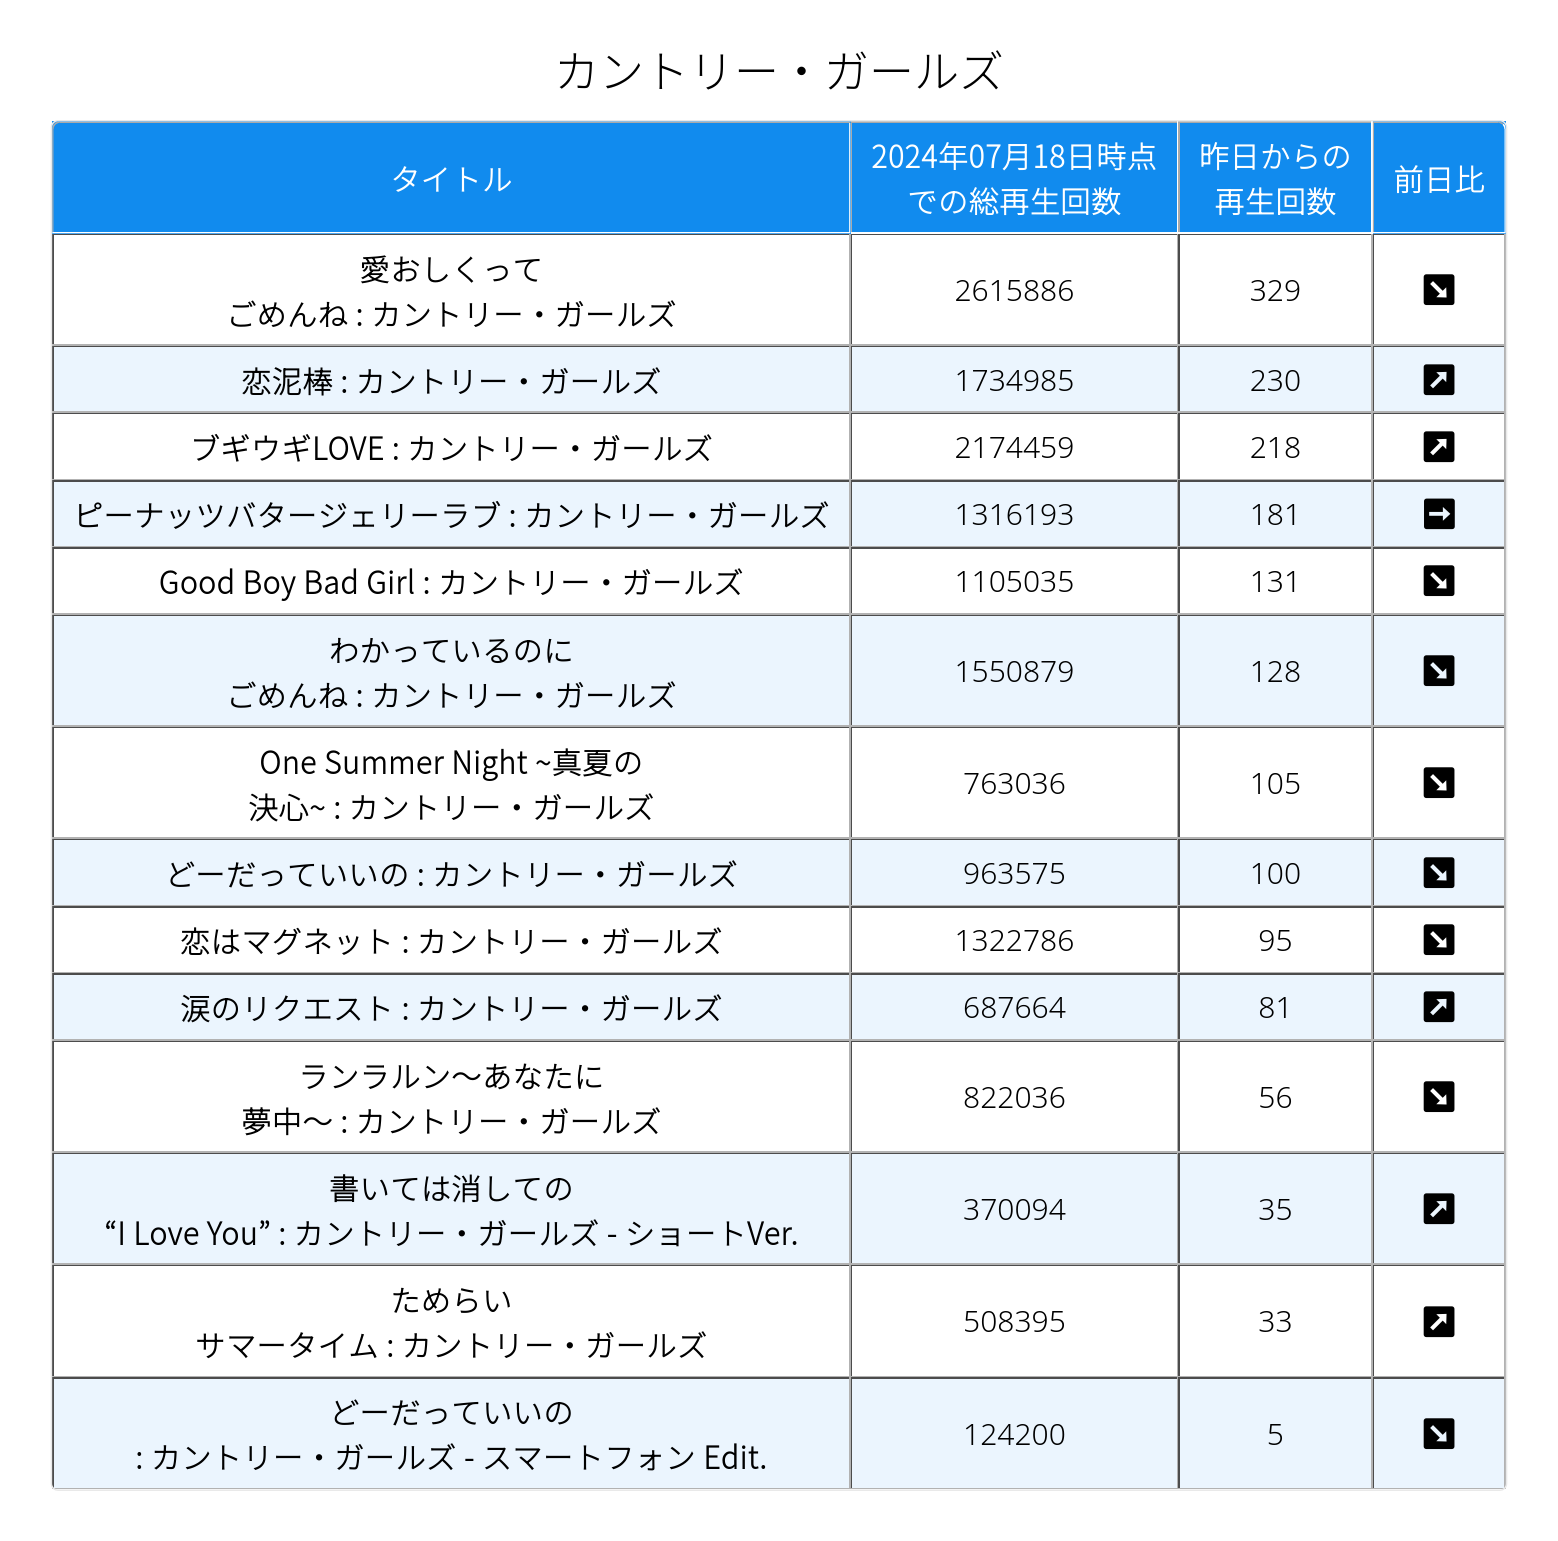 カントリー・ガールズ
タイトル
2024年07月18日時点
での総再生回数
昨日からの
再生回数
前日比
愛おしくって
ごめんね : カントリー・ガールズ
2615886
329
恋泥棒 : カントリー・ガールズ
1734985
230
ブギウギLOVE : カントリー・ガールズ
2174459
218
ピーナッツバタージェリーラブ : カントリー・ガールズ
1316193
181
Good Boy Bad Girl : カントリー・ガールズ
1105035
131
わかっているのに
ごめんね : カントリー・ガールズ
1550879
128
One Summer Night ~真夏の
決心~ : カントリー・ガールズ
763036
105
どーだっていいの : カントリー・ガールズ
963575
100
恋はマグネット : カントリー・ガールズ
1322786
95
涙のリクエスト : カントリー・ガールズ
687664
81
ランラルン〜あなたに
夢中〜 : カントリー・ガールズ
822036
56
書いては消しての
“I Love You” : カントリー・ガールズ - ショートVer.
370094
35
ためらい
サマータイム : カントリー・ガールズ
508395
33
どーだっていいの
: カントリー・ガールズ - スマートフォン Edit.
124200
5